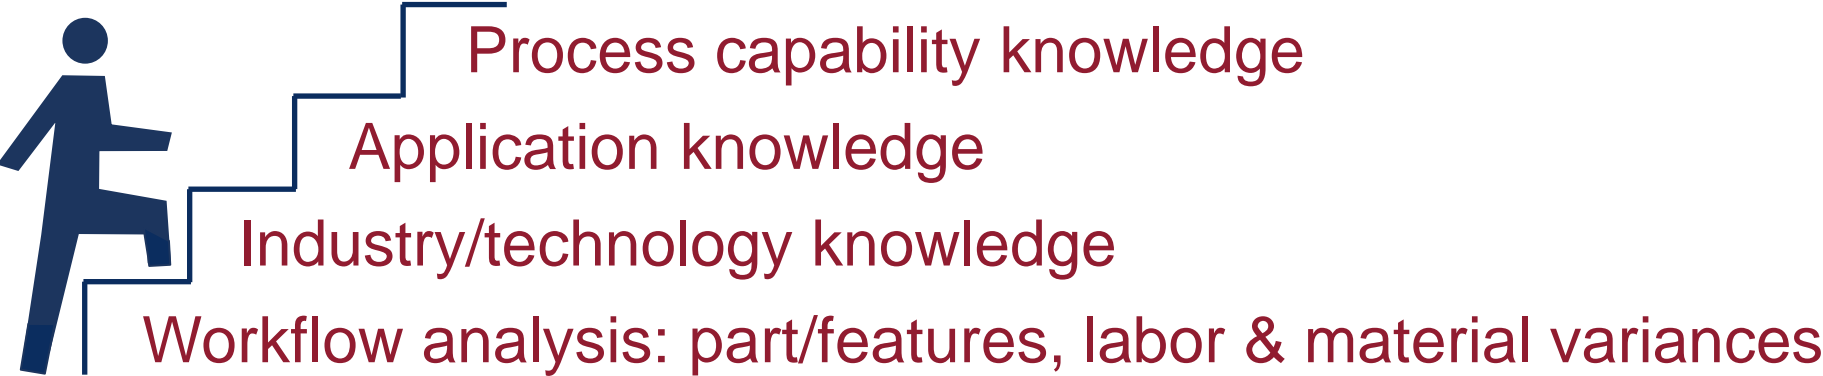 Process capability knowledge
Application knowledge
Industry/technology knowledge
Workflow analysis: part/features, labor & material variances